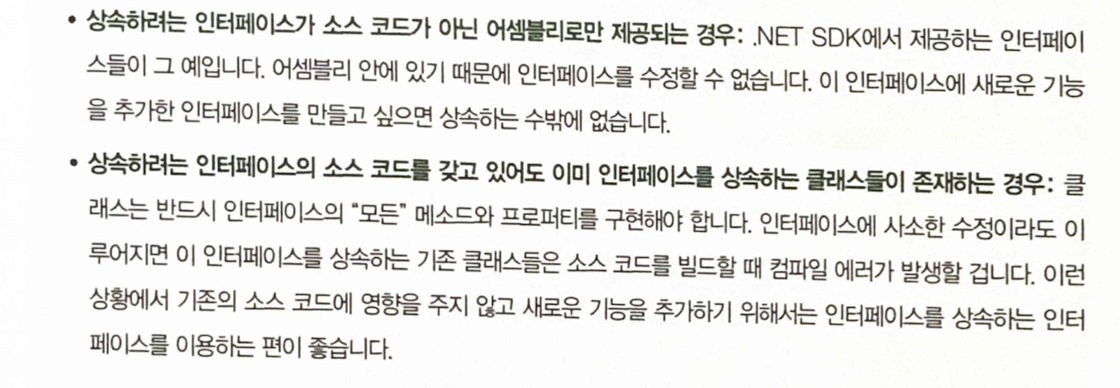 • 상속하려는 인터페이스가 소스 코드가 아닌 어셈블리로만 제공되는 경우: .NET SDK에서 제공하는 인터페이
스들이 그 예입니다. 어셈블리 안에 있기 때문에 인터페이스를 수정할 수 없습니다. 이 인터페이스에 새로운 기능
을 추가한 인터페이스를 만들고 싶으면 상속하는 수밖에 없습니다.
• 상속하려는 인터페이스의 소스 코드를 갖고 있어도 이미 인터페이스를 상속하는 클래스들이 존재하는 경우: 클
래스는 반드시 인터페이스의 “모든” 메소드와 프로퍼티를 구현해야 합니다. 인터페이스에 사소한 수정이라도 이
루어지면 이 인터페이스를 상속하는 기존 클래스들은 소스 코드를 빌드할 때 컴파일 에러가 발생할 겁니다. 이런
상황에서 기존의 소스 코드에 영향을 주지 않고 새로운 기능을 추가하기 위해서는 인터페이스를 상속하는 인터
페이스를 이용하는 편이 좋습니다.